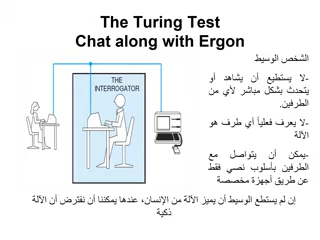 The Turing Test
Chat along with Ergon
THE
INTERROGATOR
الشخص الوسيط
-لا يستطيع أن يشاهد أو
يتحدث بشكل مباشر لأي من
الطرفين.
-لا يعرف فعلياً أي طرف هو
الآلة
-يمكن أن يتواصل مع
الطرفين بأسلوب نصي فقط
عن طريق أجهزة مخصصة
إن لم يستطع الوسيط أن يميز الآلة من الإنسان، عندها يمكننا أن نفترض أن الآلة
ذكية